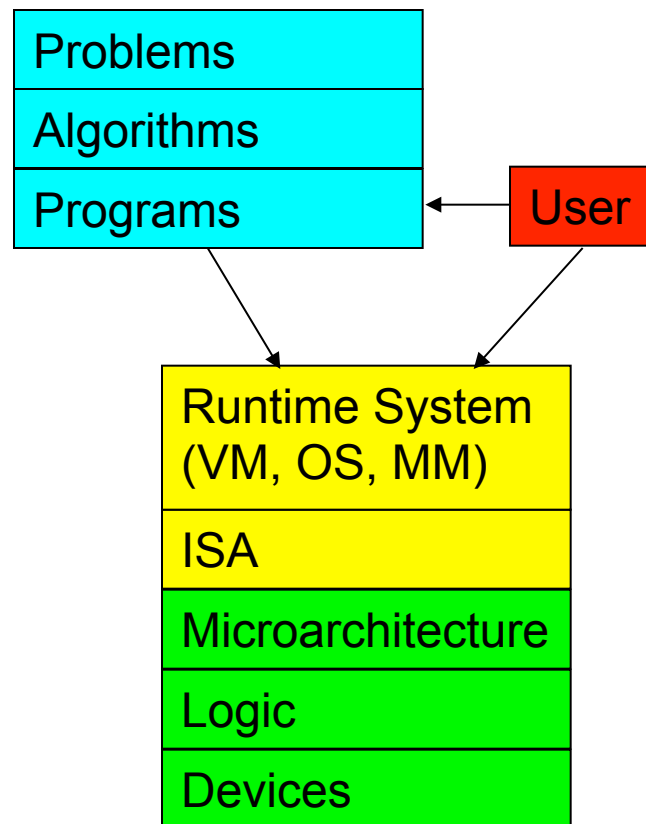 Problems
Algorithms
Programs
User
Runtime System
(VM, OS, MM)
ISA
Microarchitecture
Logic
Devices